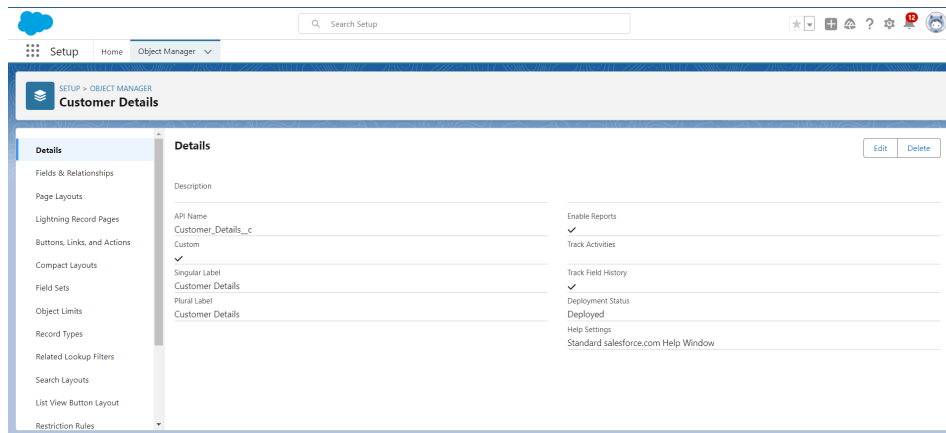 Search Setup
12
Setup
Home
Object Manager
SETUP > OBJECT MANAGER
Customer Details
Details
Fields & Relationships
Page Layouts
Lightning Record Pages
Buttons, Links, and Actions
Compact Layouts
Field Sets
Object Limits
Record Types
Related Lookup Filters
Search Layouts
List View Button Layout
Restriction Rules
Details
Edit
Delete
Description
API Name
Customer_Details__c
Custom
Singular Label
Customer Details
Plural Label
Customer Details
Enable Reports
Track Activities
Track Field History
Deployment Status
Deployed
Help Settings
Standard salesforce.com Help Window